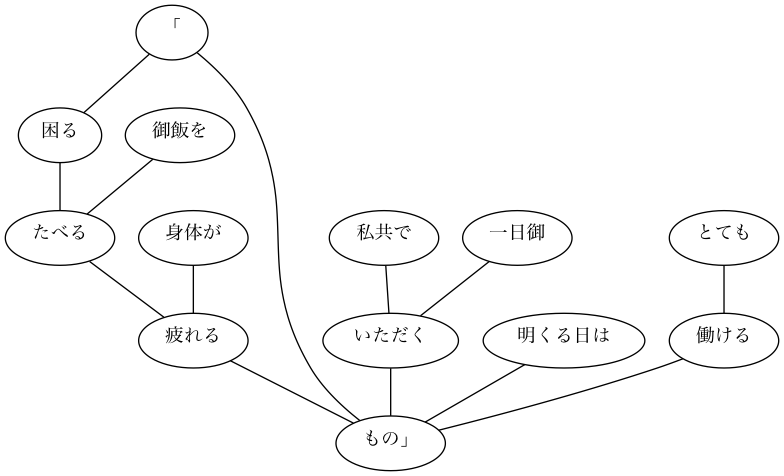 「
困る
御飯を
たべる
身体が
私共で
一日御
とても
疲れる
いただく
明くる日は
働ける
もの」